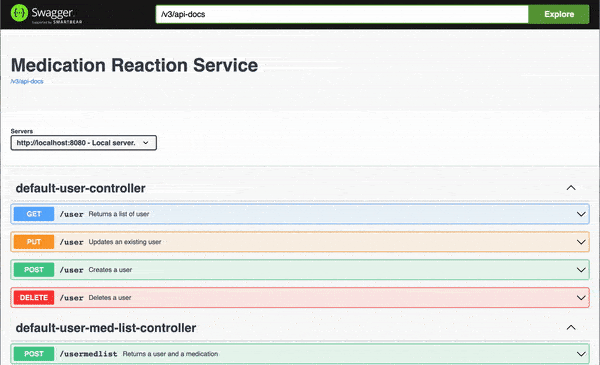 Swagger.
Supported by SMARTBEAR
/v3/api-docs
Explore
Medication Reaction Service
/v3/api-docs
Servers
http://localhost:8080 - Local server.
default-user-controller
GET /user Returns a list of user
PUT /user Updates an existing user
POST /user Creates a user
DELETE /user Deletes a user
default-user-med-list-controller
POST /usermedlist Returns a user and a medication